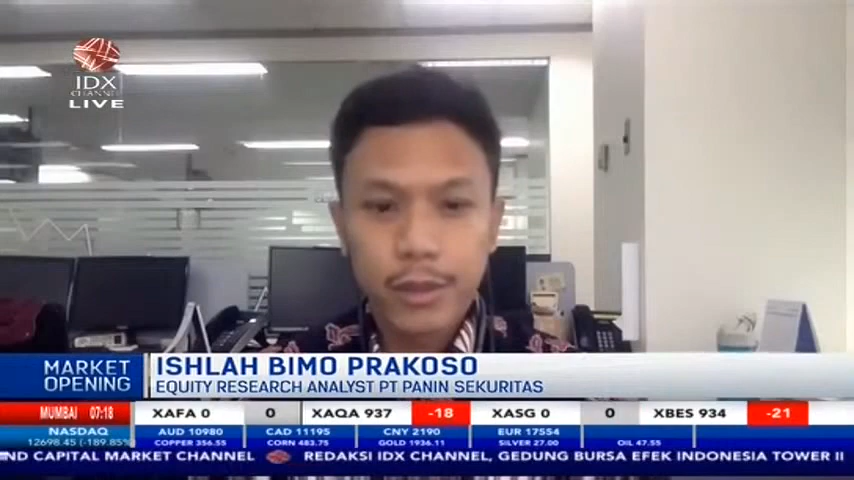 IDX
CHANNEL
LIVE
MARKET OPENING
ISHLAH BIMO PRAKOSO
EQUITY RESEARCH ANALYST PT PANIN SEKURITAS
MUMBAI 07:18 XAFA 0 0 XAQA 937 -18 XASG 0 0 XBES 934 -21
NASDAQ AUD 10980 CAD 11195 CNY 2190 EUR 17554
12698.45 (-189.85%) COPPER 356.55 CORN 483.75 GOLD 1936.11 SILVER 27.00 OIL 47.55
ND CAPITAL MARKET CHANNEL REDAKSI IDX CHANNEL, GEDUNG BURSA EFEK INDONESIA TOWER II